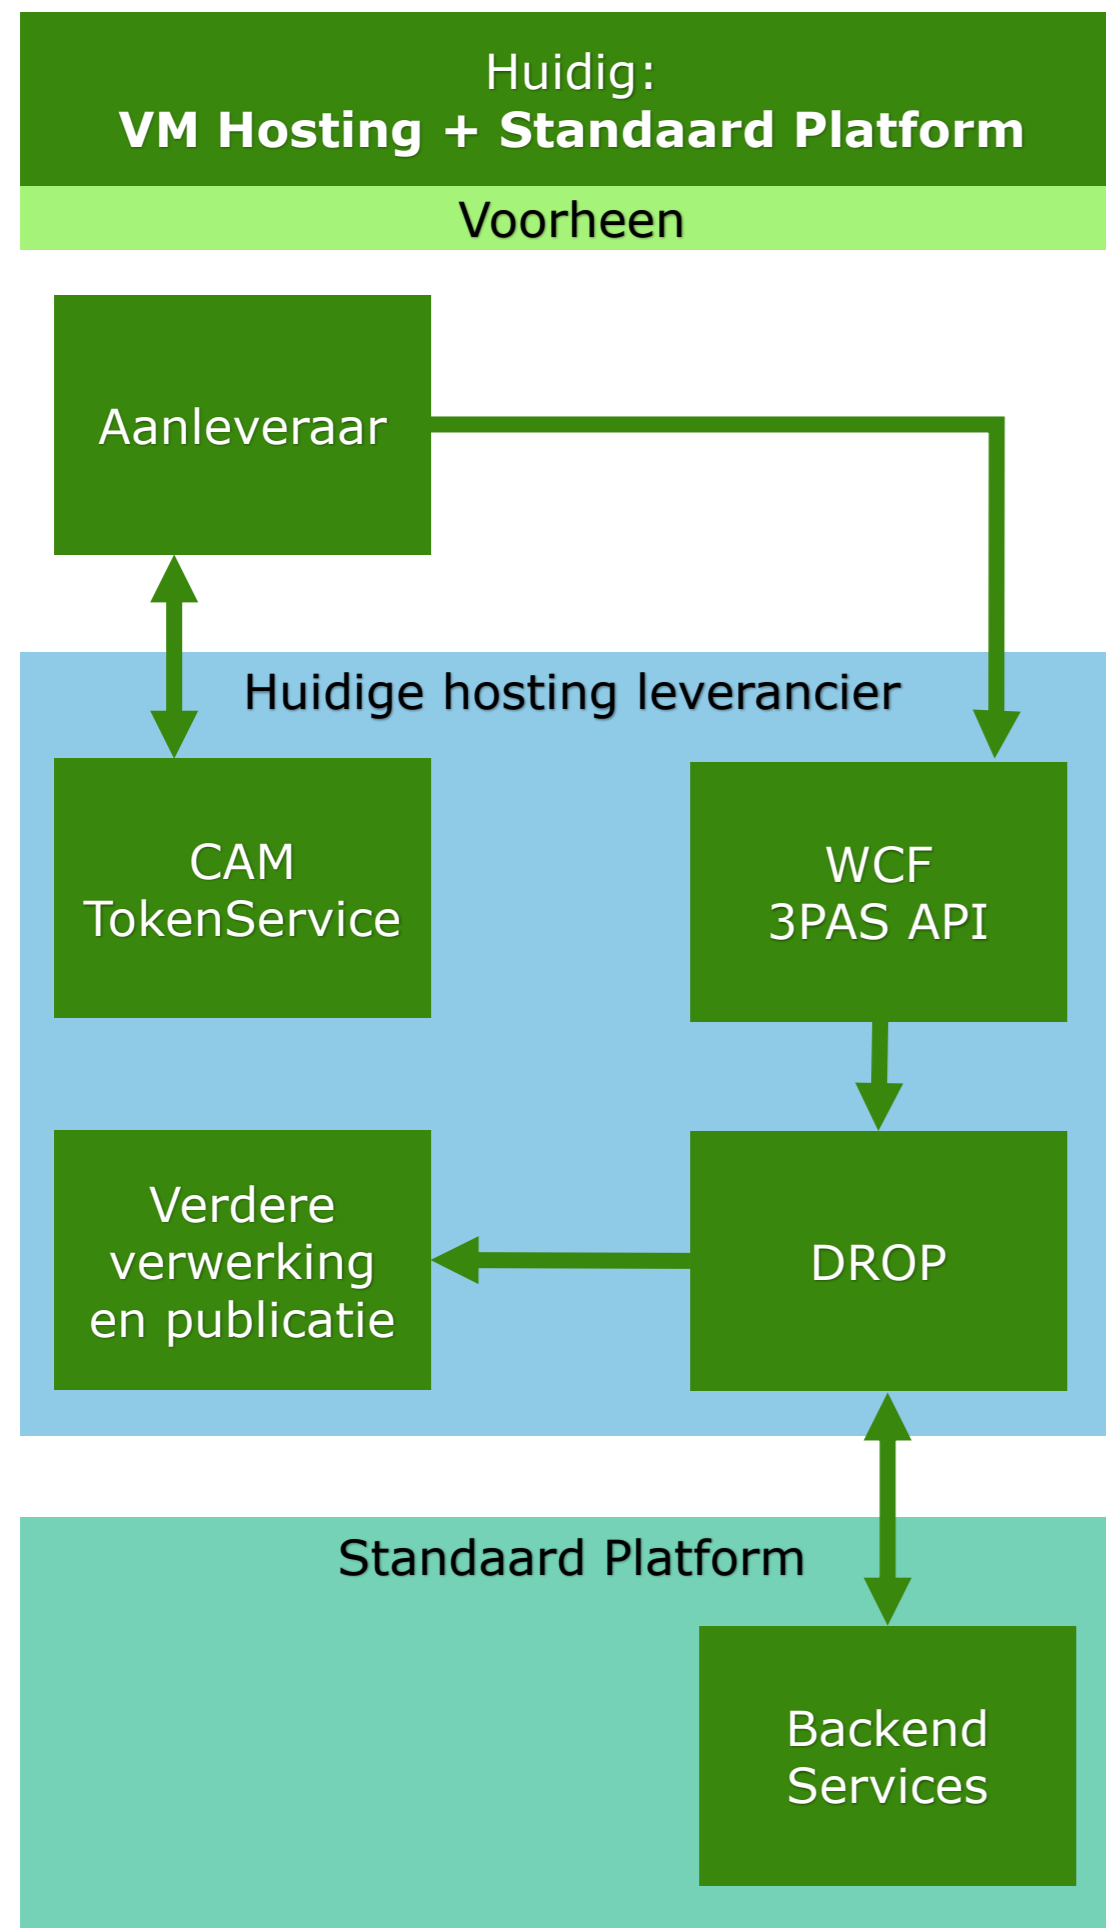 Huidig:
VM Hosting + Standaard Platform
Voorheen
Aanleveraar
Huidige hosting leverancier
CAM
TokenService
WCF
3PAS API
Verdere
verwerking
en publicatie
DROP
Standaard Platform
Backend
Services